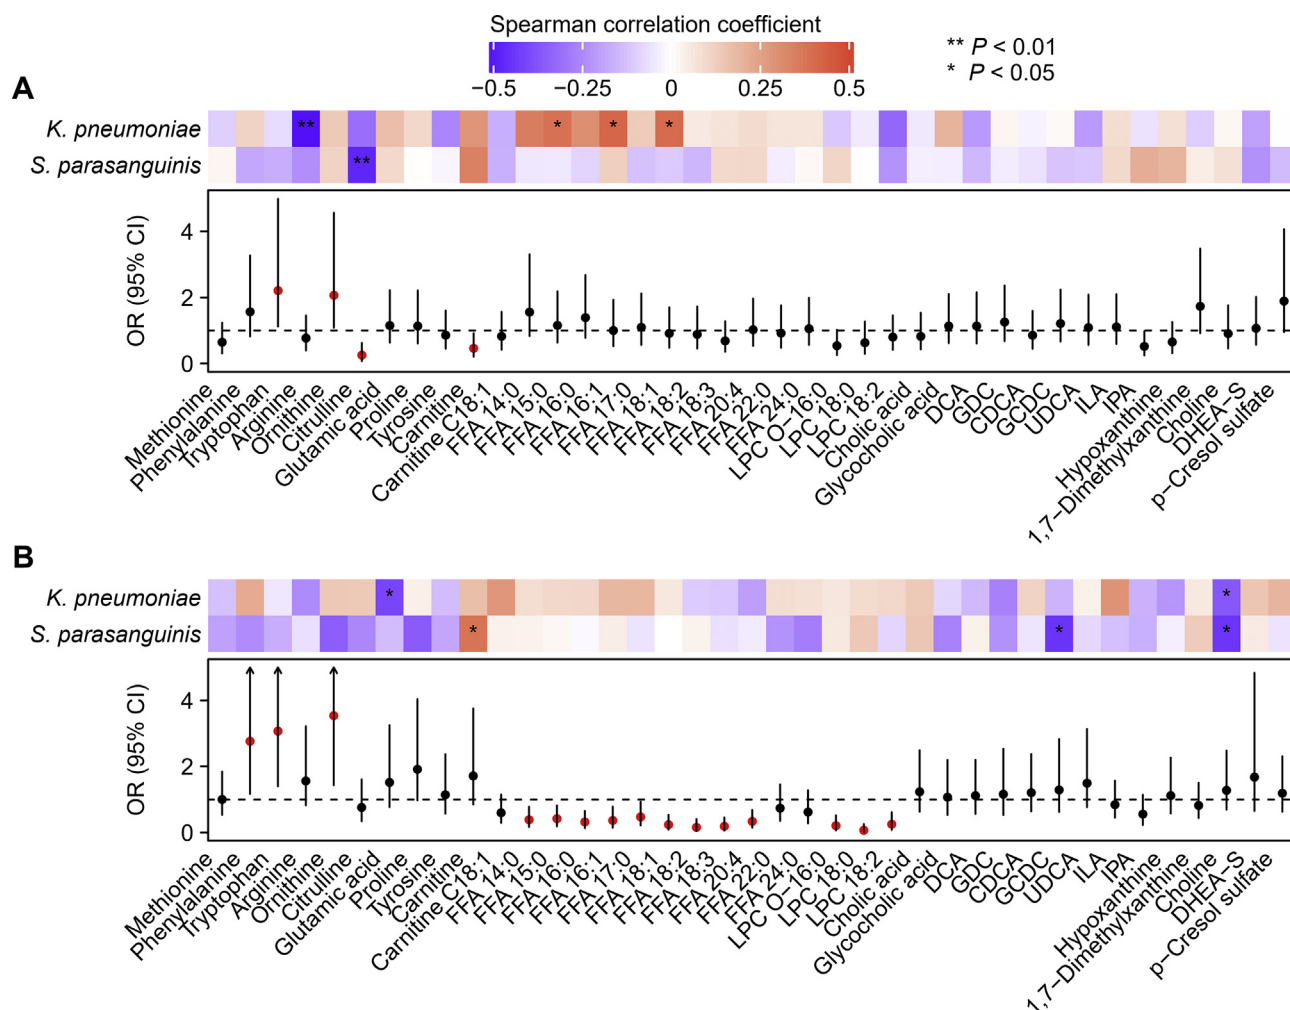 Spearman correlation coefficient
−0.5 −0.25 0 0.25 0.5
** P < 0.01
* P < 0.05
A
K. pneumoniae ** * * *
S. parasanguinis **
OR (95% CI)
4
2
0
Methionine
Phenylalanine
Tryptophan
Arginine
Ornithine
Citrulline
Glutamic acid
Proline
Tyrosine
Carnitine
Carnitine C18:1
FFA 14:0
FFA 15:0
FFA 16:0
FFA 16:1
FFA 17:0
FFA 18:1
FFA 18:2
FFA 18:3
FFA 20:4
FFA 22:0
FFA 24:0
LPC O−16:0
LPC 18:0
LPC 18:2
Cholic acid
Glycocholic acid
DCA
GDC
CDCA
GCDC
UDCA
ILA
IPA
Hypoxanthine
1,7−Dimethylxanthine
Choline
DHEA−S
p−Cresol sulfate
B
K. pneumoniae * *
S. parasanguinis * * *
OR (95% CI)
4
2
0
Methionine
Phenylalanine
Tryptophan
Arginine
Ornithine
Citrulline
Glutamic acid
Proline
Tyrosine
Carnitine
Carnitine C18:1
FFA 14:0
FFA 15:0
FFA 16:0
FFA 16:1
FFA 17:0
FFA 18:1
FFA 18:2
FFA 18:3
FFA 20:4
FFA 22:0
FFA 24:0
LPC O−16:0
LPC 18:0
LPC 18:2
Cholic acid
Glycocholic acid
DCA
GDC
CDCA
GCDC
UDCA
ILA
IPA
Hypoxanthine
1,7−Dimethylxanthine
Choline
DHEA−S
p−Cresol sulfate